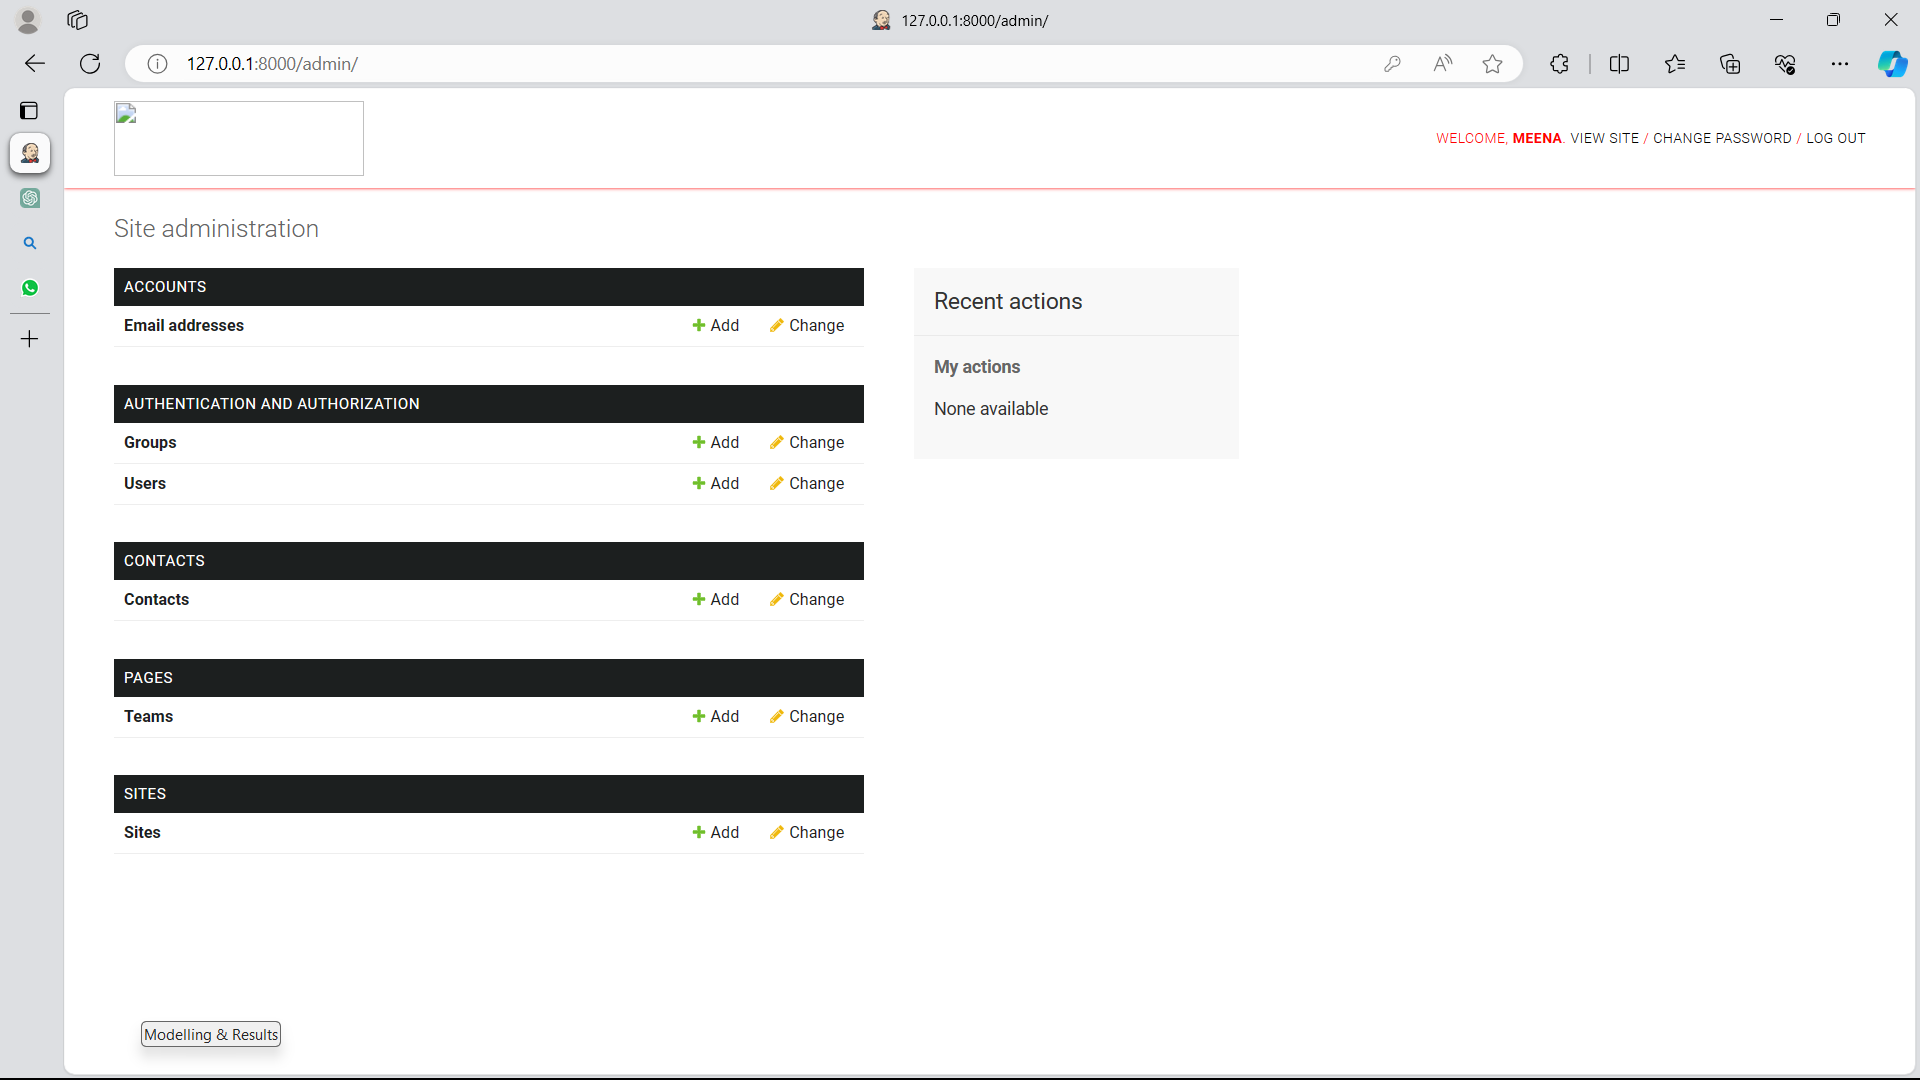 127.0.0.1:8000/admin/
127.0.0.1:8000/admin/
WELCOME, MEENA. VIEW SITE / CHANGE PASSWORD / LOG OUT
Site administration
ACCOUNTS
Email addresses Add Change
AUTHENTICATION AND AUTHORIZATION
Groups Add Change
Users Add Change
CONTACTS
Contacts Add Change
PAGES
Teams Add Change
SITES
Sites Add Change
Recent actions
My actions
None available
Modelling & Results